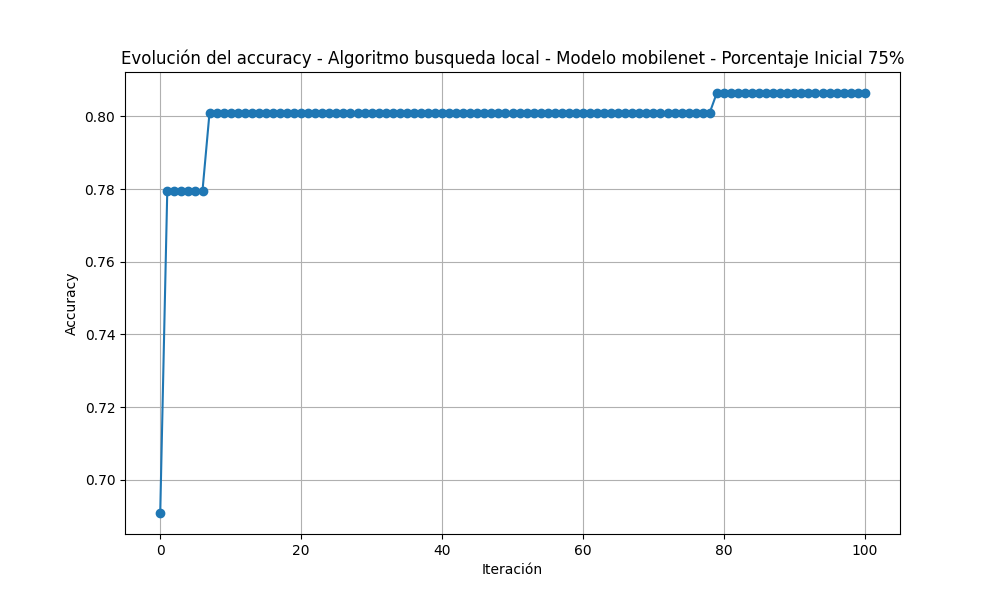 Evolución del accuracy - Algoritmo busqueda local - Modelo mobilenet - Porcentaje Inicial 75%
0.80
0.78
0.76
0.74
0.72
0.70
Accuracy
0 20 40 60 80 100
Iteración